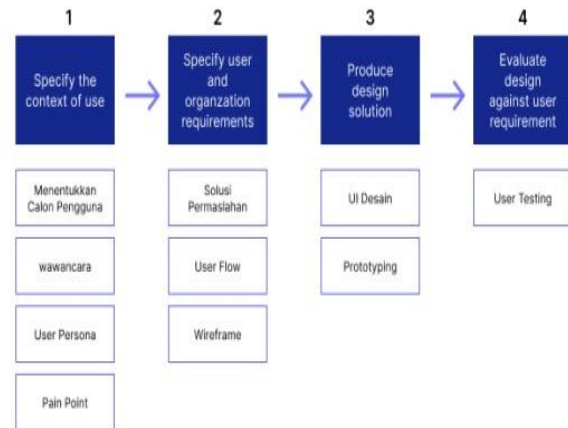 1
2
3
4
Specify the
context of use
Specify user
and
organzation
requirements
Produce
design
solution
Evaluate
design
against user
requirement
Menentukkan
Calon Pengguna
wawancara
User Persona
Pain Point
Solusi
Permaslahan
User Flow
Wireframe
UI Desain
Prototyping
User Testing